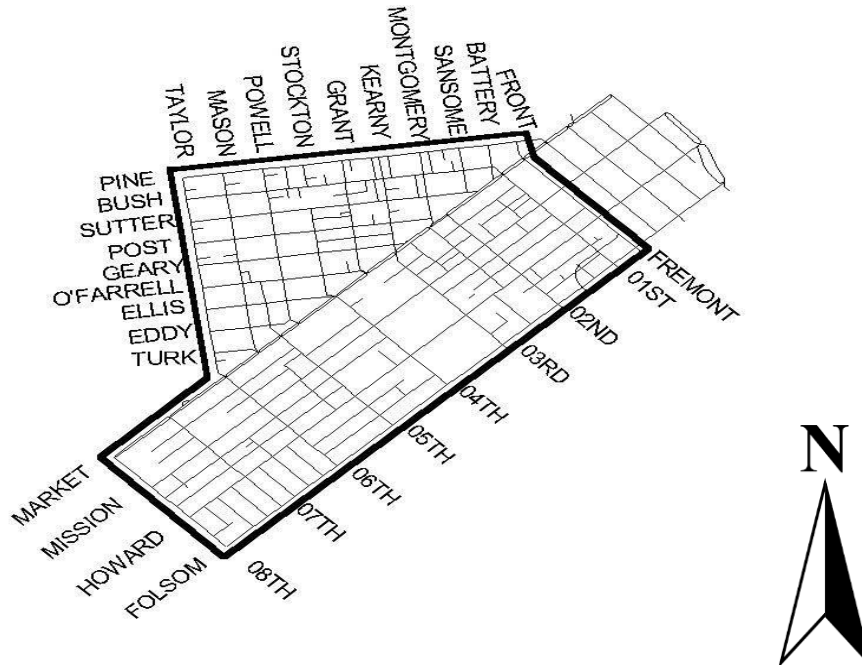 TAYLOR
MASON
POWELL
STOCKTON
GRANT
KEARNY
MONTGOMERY
SANSOME
BATTERY
FRONT
PINE
BUSH
SUTTER
POST
GEARY
O'FARRELL
ELLIS
EDDY
TURK
MARKET
MISSION
HOWARD
FOLSOM
08TH
07TH
06TH
05TH
04TH
03RD
02ND
01ST
FREMONT
N